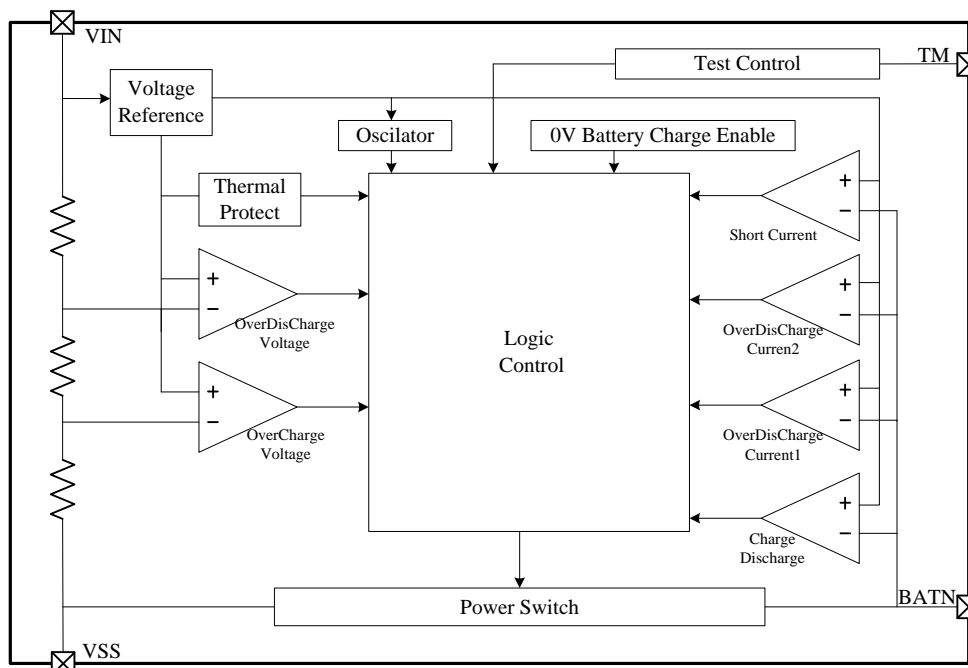 VIN
TM
Test Control
Voltage
Reference
Oscilator
0V Battery Charge Enable
Thermal
Protect
+
−
Short Current
+
−
OverDisCharge
Voltage
+
−
OverDisCharge
Curren2
Logic
Control
+
−
OverCharge
Voltage
+
−
OverDisCharge
Current1
+
−
Charge
Discharge
Power Switch
BATN
VSS